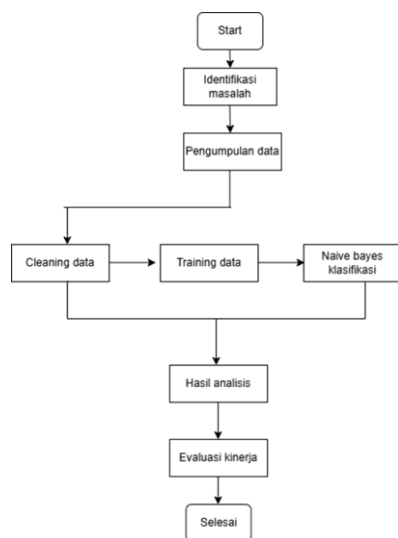 Start
Identifikasi
masalah
Pengumpulan data
Cleaning data
Training data
Naive bayes
klasifikasi
Hasil analisis
Evaluasi kinerja
Selesai